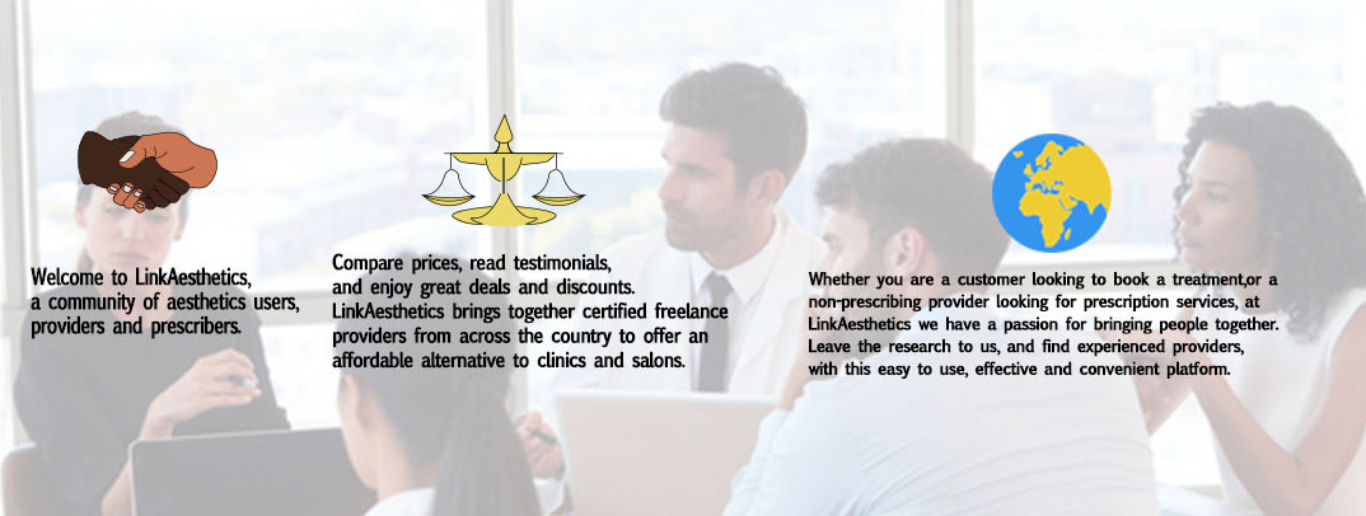 Welcome to LinkAesthetics,
a community of aesthetics users,
providers and prescribers.
Compare prices, read testimonials,
and enjoy great deals and discounts.
LinkAesthetics brings together certified freelance
providers from across the country to offer an
affordable alternative to clinics and salons.
Whether you are a customer looking to book a treatment,or a
non-prescribing provider looking for prescription services, at
LinkAesthetics we have a passion for bringing people together.
Leave the research to us, and find experienced providers,
with this easy to use, effective and convenient platform.